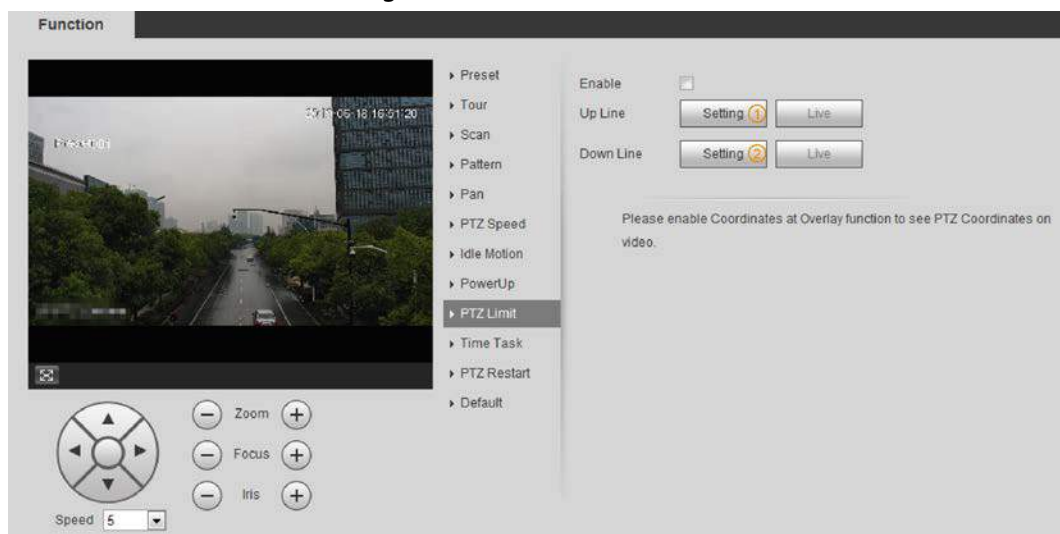 Function
Preset
Tour
Scan
Pattern
Pan
PTZ Speed
Idle Motion
PowerUp
PTZ Limit
Time Task
PTZ Restart
Default
Enable
Up Line Setting ① Live
Down Line Setting ② Live
Please enable Coordinates at Overlay function to see PTZ Coordinates on
video.
Zoom
Focus
Iris
Speed 5